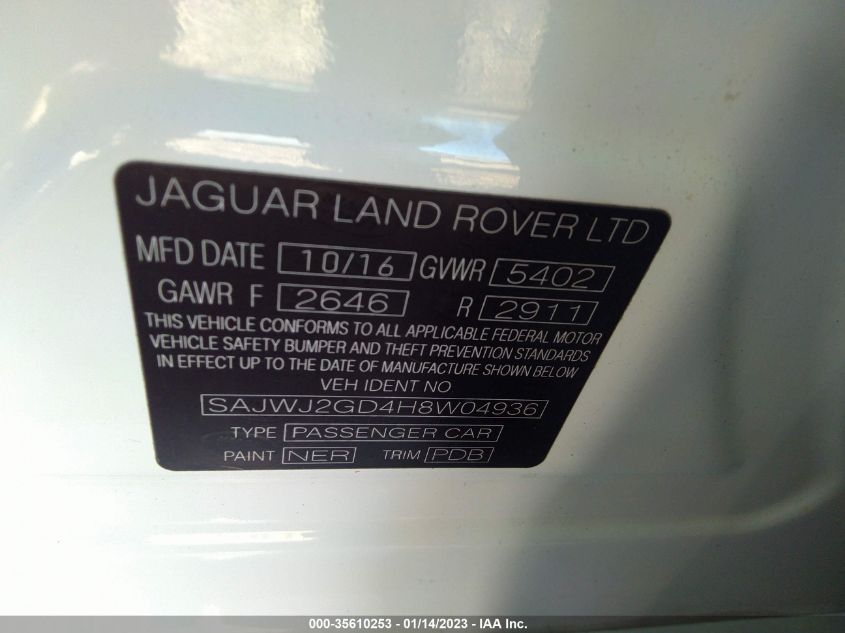 JAGUAR LAND ROVER LTD
MFD DATE 10/16 GVWR 5402
GAWR F 2646 R 2911
THIS VEHICLE CONFORMS TO ALL APPLICABLE FEDERAL MOTOR
VEHICLE SAFETY BUMPER AND THEFT PREVENTION STANDARDS
IN EFFECT UP TO THE DATE OF MANUFACTURE SHOWN BELOW
VEH IDENT NO
SAJWJ2GD4H8W04936
TYPE PASSENGER CAR
PAINT NER TRIM PDB
000-35610253 - 01/14/2023 - IAA Inc.